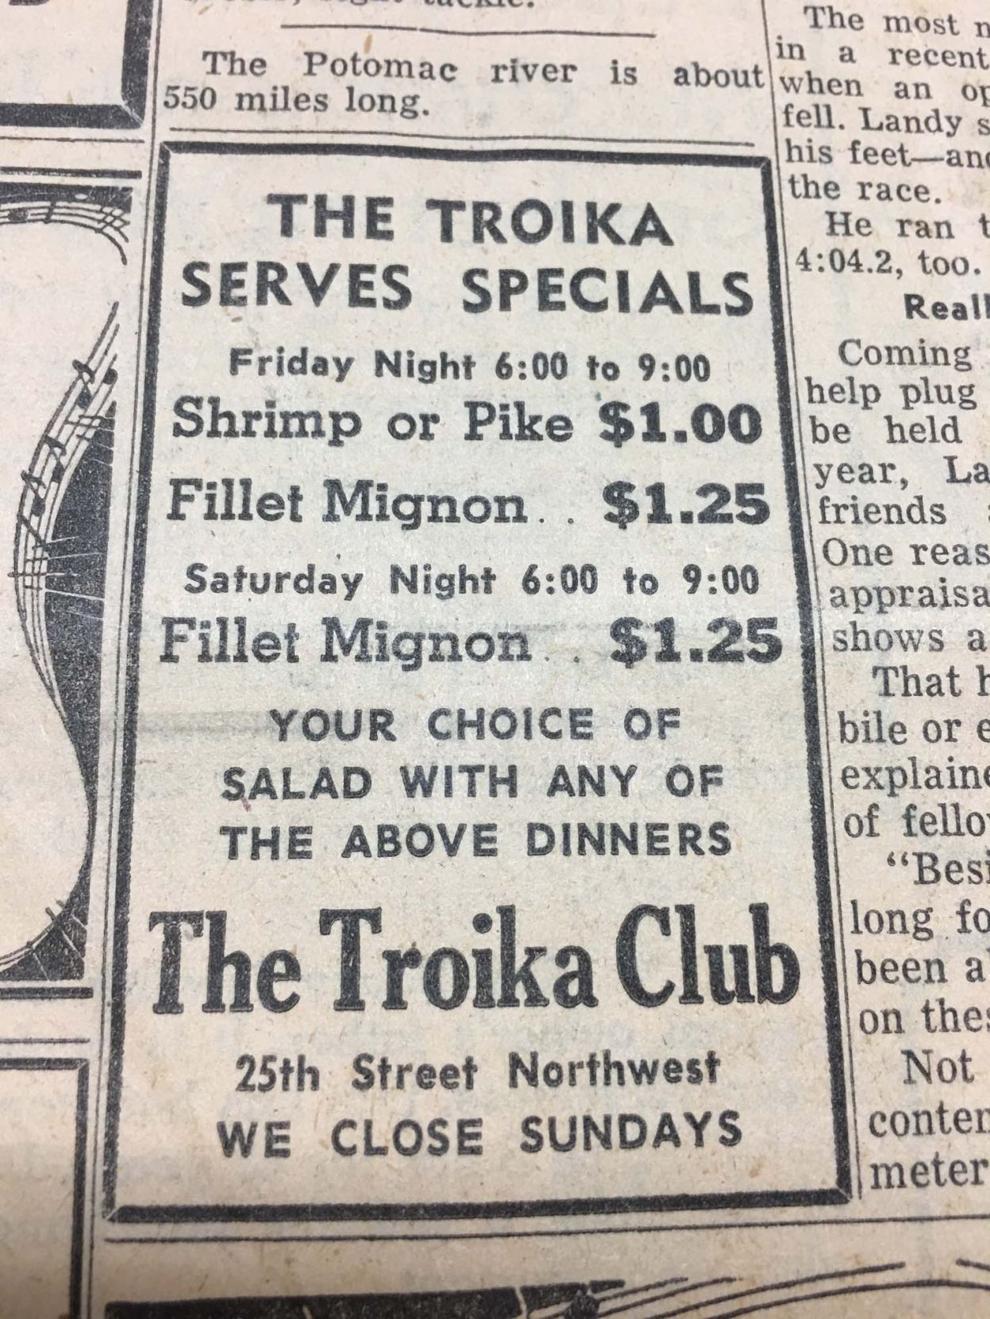 The Potomac river is about
550 miles long.
THE TROIKA
SERVES SPECIALS
Friday Night 6:00 to 9:00
Shrimp or Pike $1.00
Fillet Mignon . . $1.25
Saturday Night 6:00 to 9:00
Fillet Mignon . . $1.25
YOUR CHOICE OF
SALAD WITH ANY OF
THE ABOVE DINNERS
The Troika Club
25th Street Northwest
WE CLOSE SUNDAYS
The most
in a recent
when an
fell. Landy
his feet—and
the race.
He ran
4:04.2, too.
Coming
help plug
be held
year,
friends
One
shows a
That
bile or
of
long
been
on
Not
meter